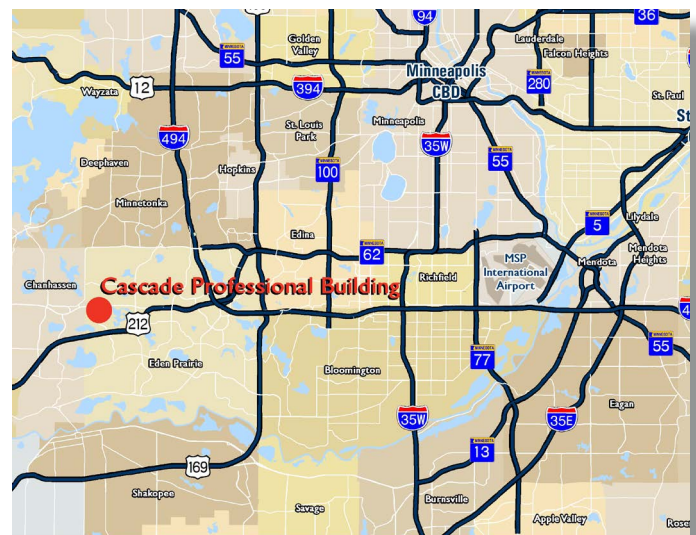 94
36
Golden
Valley
Lauderdale
Falcon Heights
55
Minneapolis
CBD
280
12
Wayzata
394
St. Paul
St. Louis
Park
Minneapolis
St
494
35W
55
Deephaven
Hopkins
100
Minnetonka
Edina
5
Lilydale
62
MSP
International
Airport
Mendota
Heights
Richfield
Mendota
Chanhassen
Cascade Professional Building
4
212
55
Eden Prairie
Bloomington
77
Eagan
35W
35E
13
169
Shakopee
Savage
Burnsville
Apple Valley
Rose